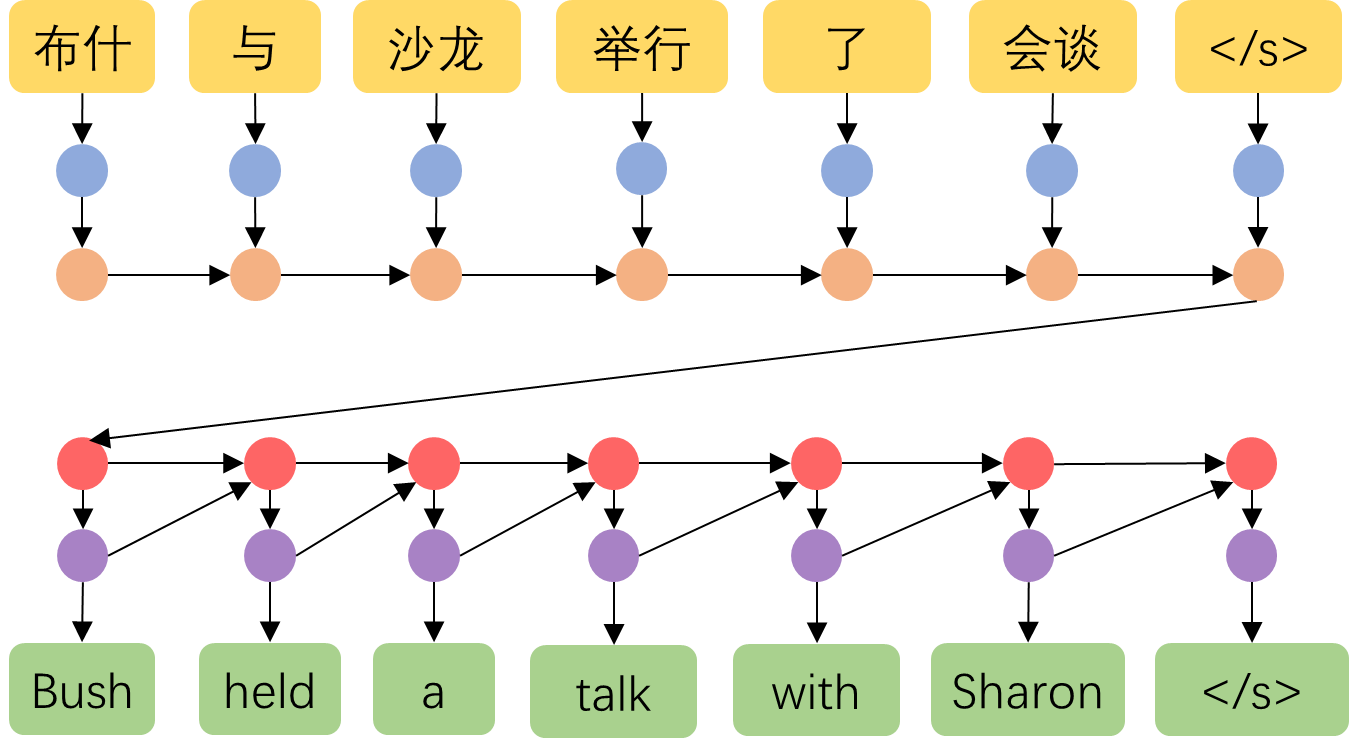 布什 与 沙龙 举行 了 会谈 </s>
Bush held a talk with Sharon </s>